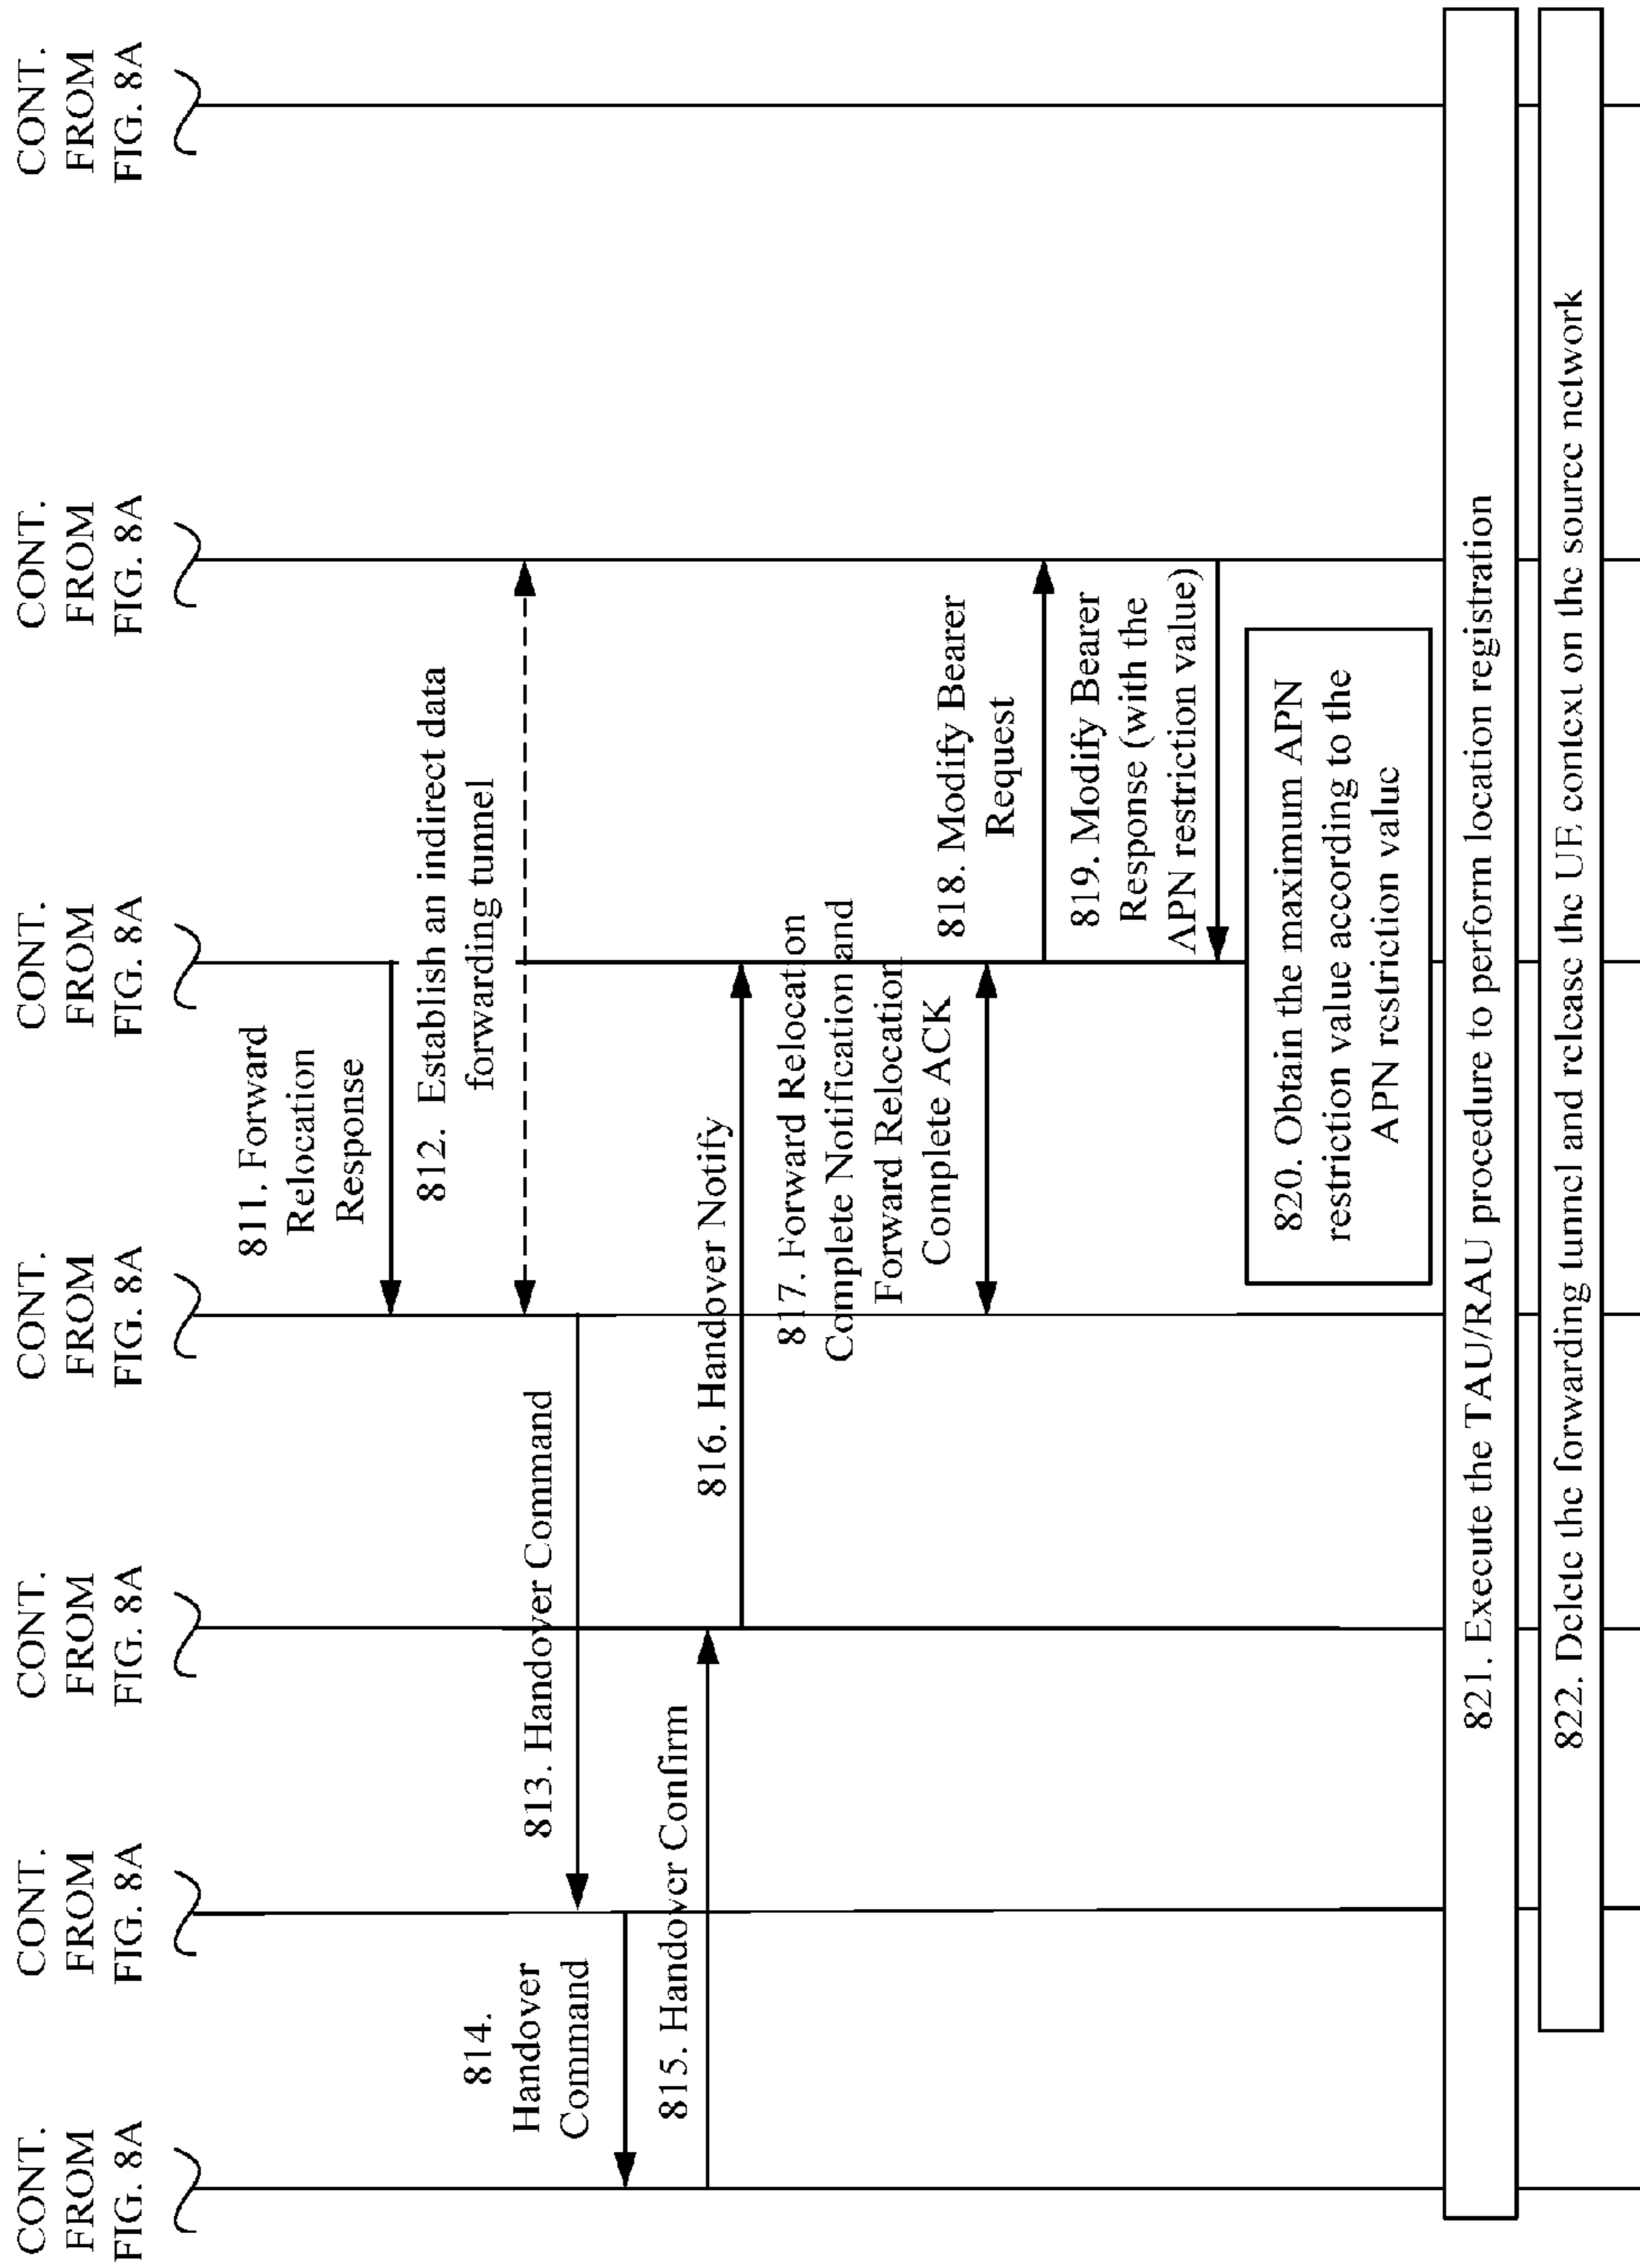 CONT.
FROM
FIG. 8A
CONT.
FROM
FIG. 8A
CONT.
FROM
FIG. 8A
CONT.
FROM
FIG. 8A
CONT.
FROM
FIG. 8A
CONT.
FROM
FIG. 8A
CONT.
FROM
FIG. 8A
811. Forward
Relocation
Response
812. Establish an indirect data
forwarding tunnel
813. Handover Command
814.
Handover
Command
815. Handover Confirm
816. Handover Notify
817. Forward Relocation
Complete Notification and
Forward Relocation
Complete ACK
818. Modify Bearer
Request
819. Modify Bearer
Response (with the
APN restriction value)
820. Obtain the maximum APN
restriction value according to the
APN restriction value
821. Execute the TAU/RAU procedure to perform location registration
822. Delete the forwarding tunnel and release the UE context on the source network